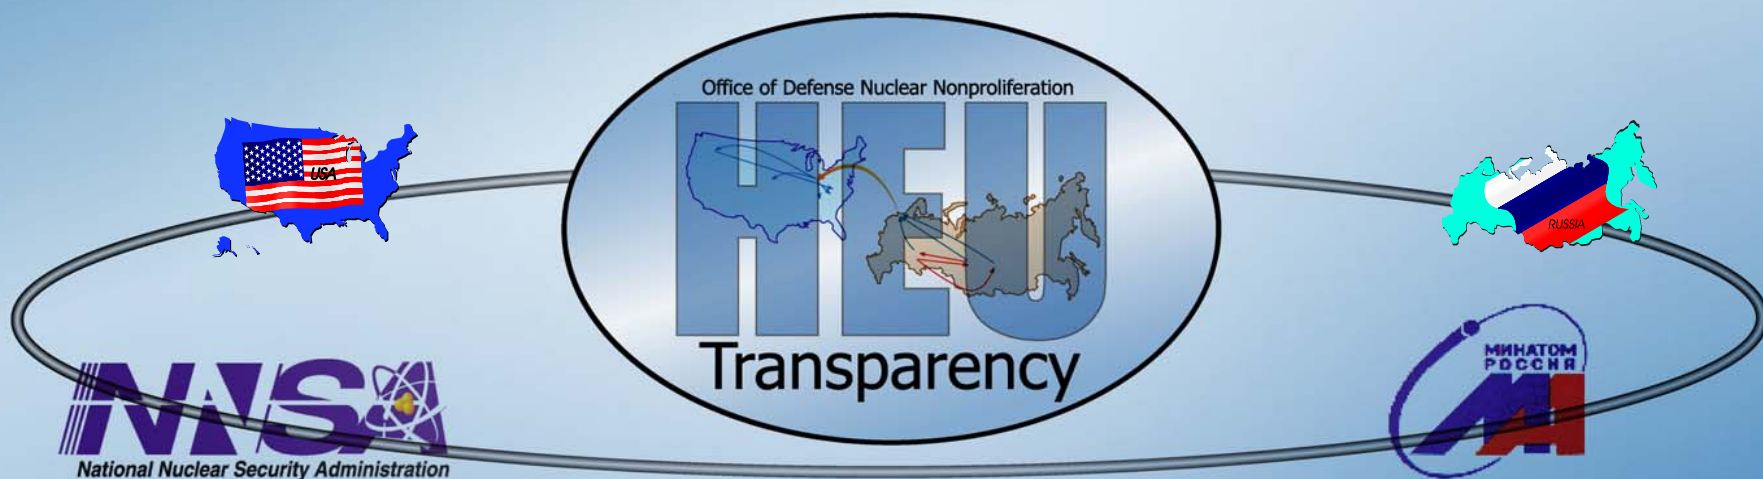 Office of Defense Nuclear Nonproliferation
HEU
Transparency
USA
RUSSIA
NNSA
National Nuclear Security Administration
МИНАТОМ
РОССИЯ